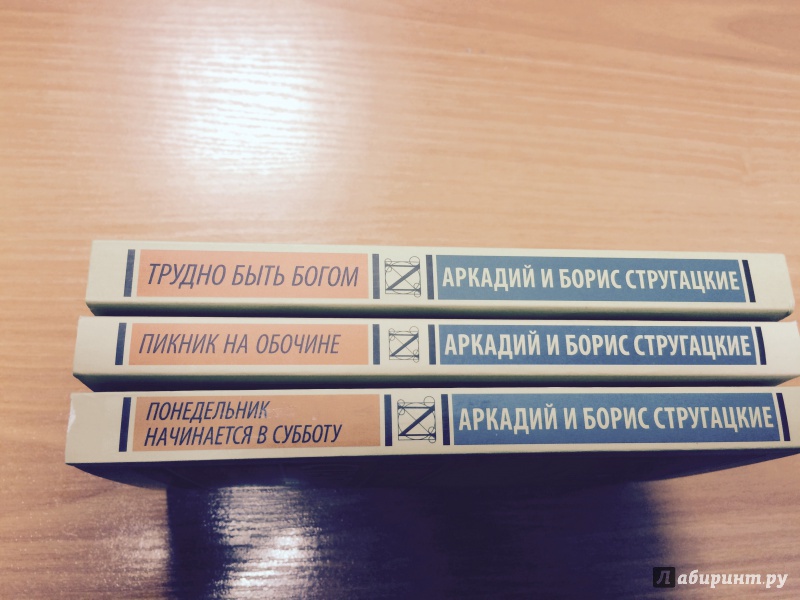 ТРУДНО БЫТЬ БОГОМ АРКАДИЙ И БОРИС СТРУГАЦКИЕ
ПИКНИК НА ОБОЧИНЕ АРКАДИЙ И БОРИС СТРУГАЦКИЕ
ПОНЕДЕЛЬНИК
НАЧИНАЕТСЯ В СУББОТУ
АРКАДИЙ И БОРИС СТРУГАЦКИЕ
Лабиринт.ру